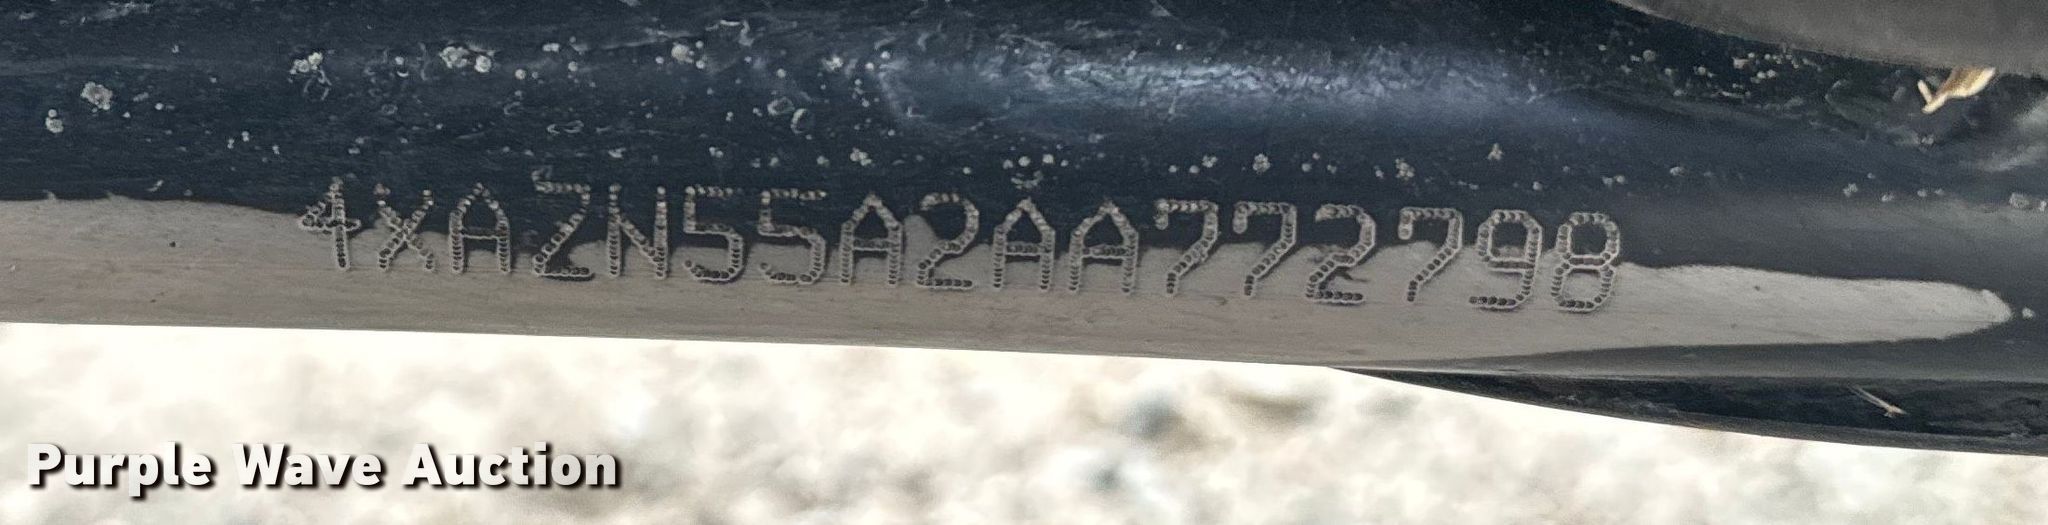 4XAZN55A2AA772798
Purple Wave Auction